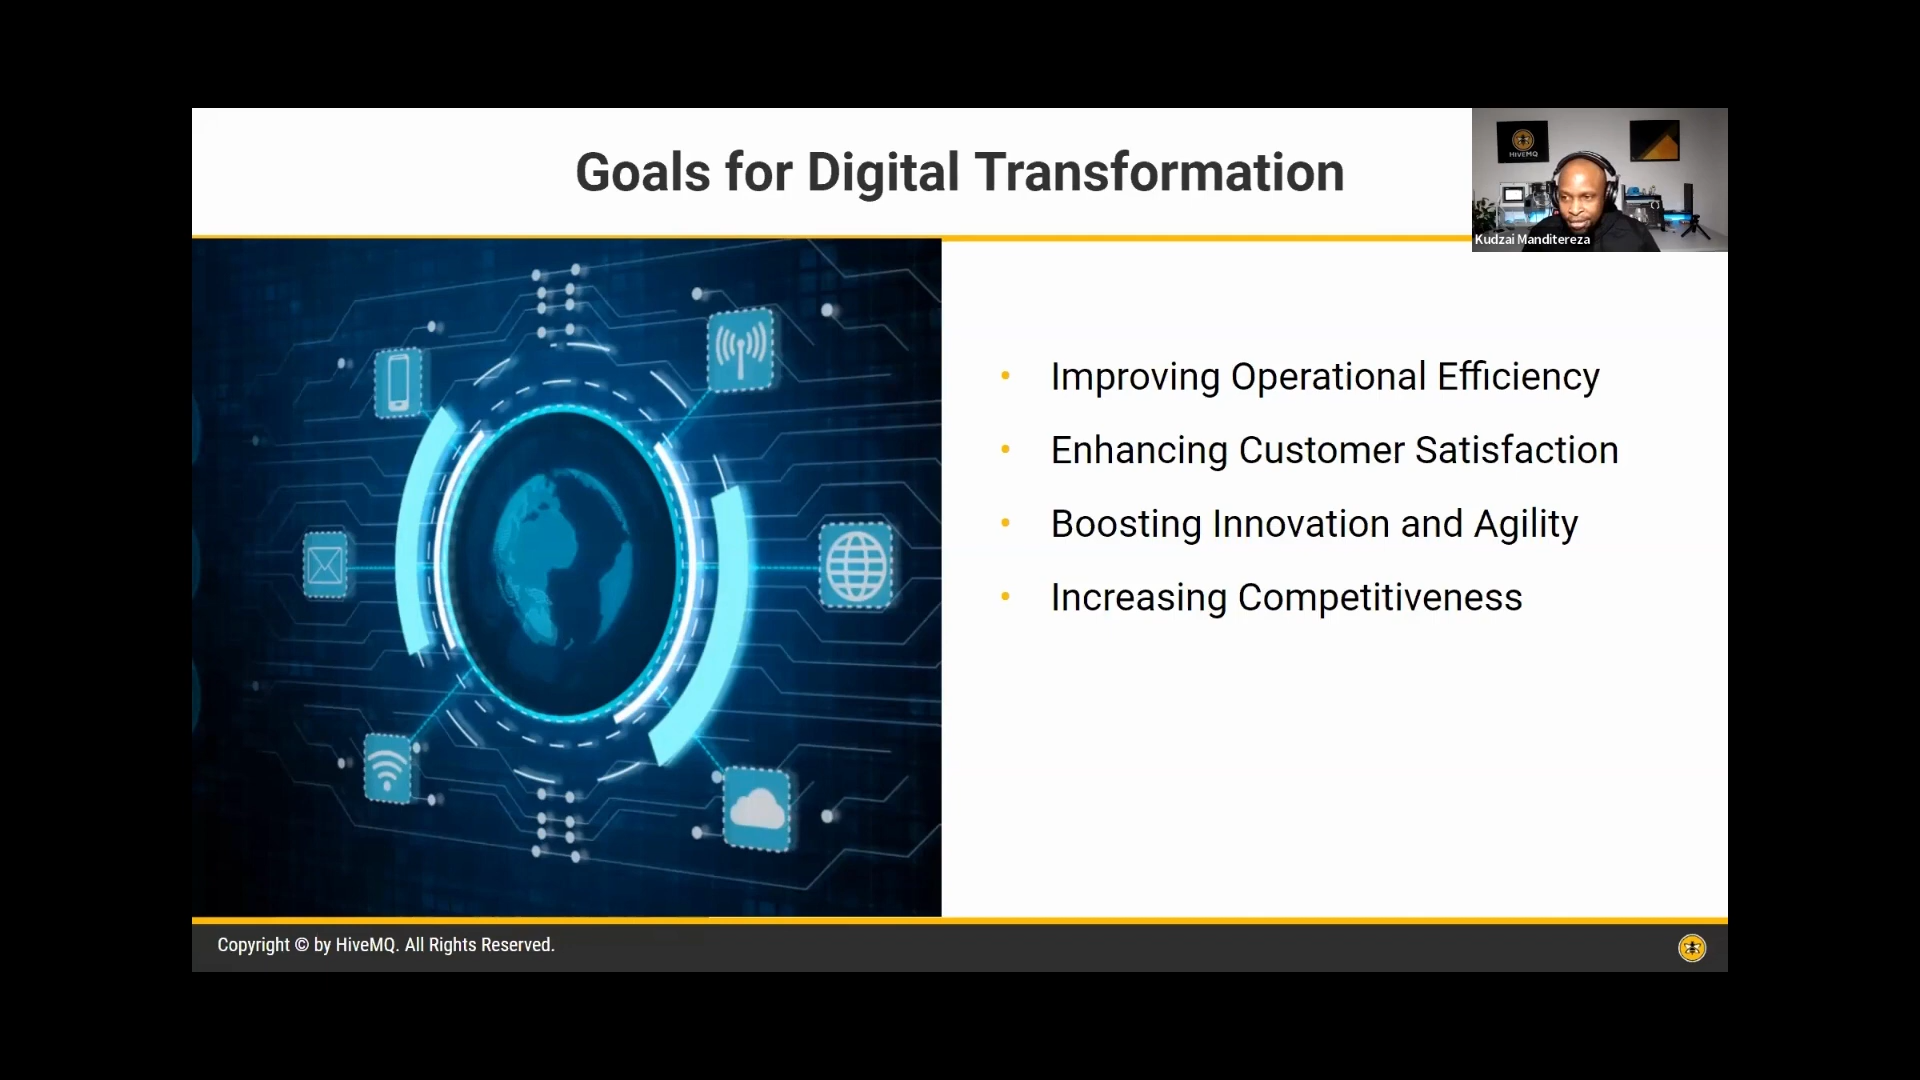 Goals for Digital Transformation
HIVEMQ
Kudzai Manditereza
Improving Operational Efficiency
Enhancing Customer Satisfaction
Boosting Innovation and Agility
Increasing Competitiveness
Copyright © by HiveMQ. All Rights Reserved.